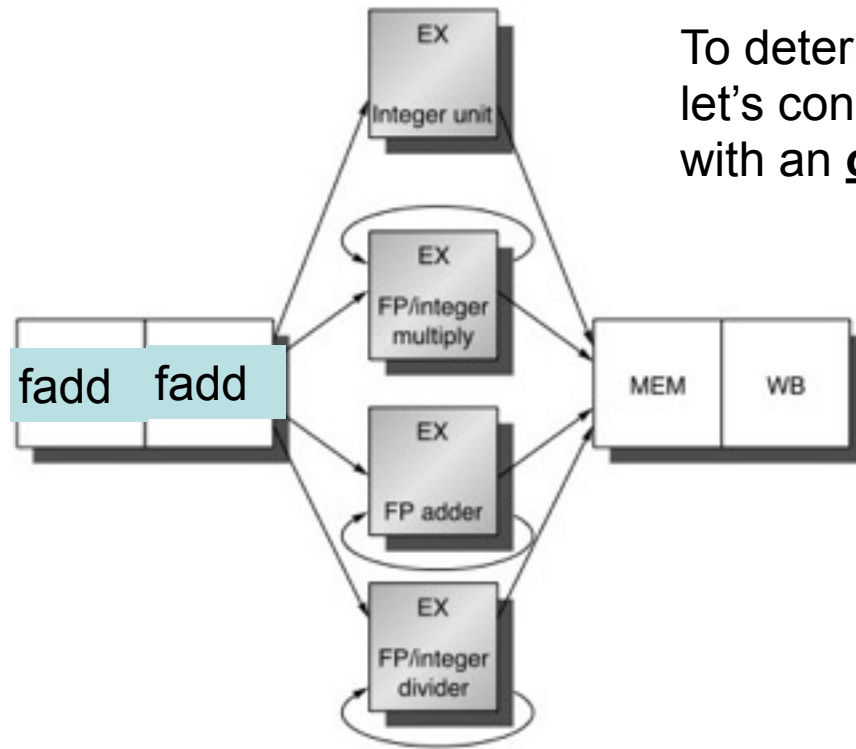 EX
Integer unit
To deter
let's con
with an c
EX
FP/integer
multiply
fadd fadd
MEM WB
EX
FP adder
EX
FP/integer
divider